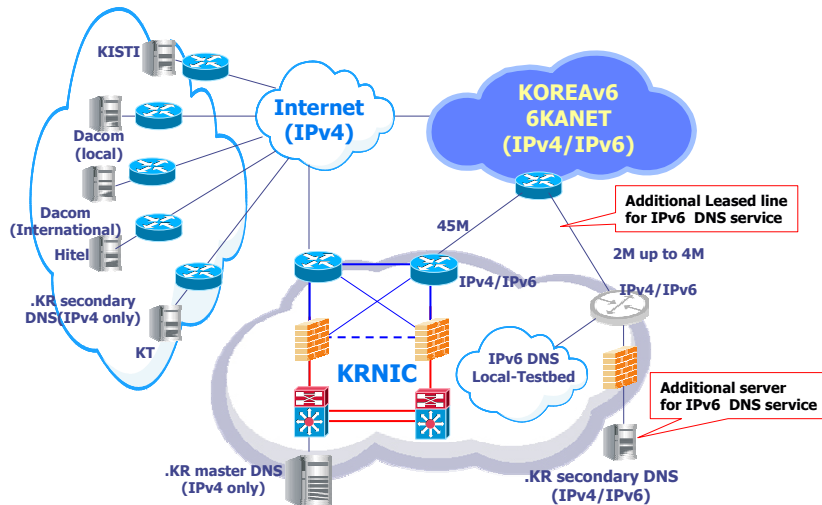 KISTI
Dacom
(local)
Dacom
(International)
Hitel
.KR secondary
DNS(IPv4 only)
KT
Internet
(IPv4)
KOREAv6
6KANET
(IPv4/IPv6)
Additional Leased line
for IPv6 DNS service
45M
2M up to 4M
IPv4/IPv6
IPv4/IPv6
KRNIC
IPv6 DNS
Local-Testbed
Additional server
for IPv6 DNS service
.KR master DNS
(IPv4 only)
.KR secondary DNS
(IPv4/IPv6)